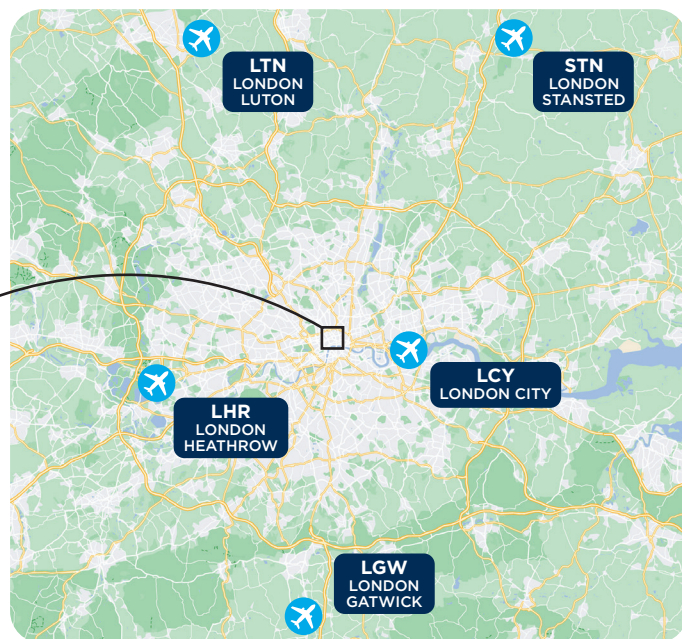 LTN
LONDON
LUTON
STN
LONDON
STANSTED
LCY
LONDON CITY
LHR
LONDON
HEATHROW
LGW
LONDON
GATWICK